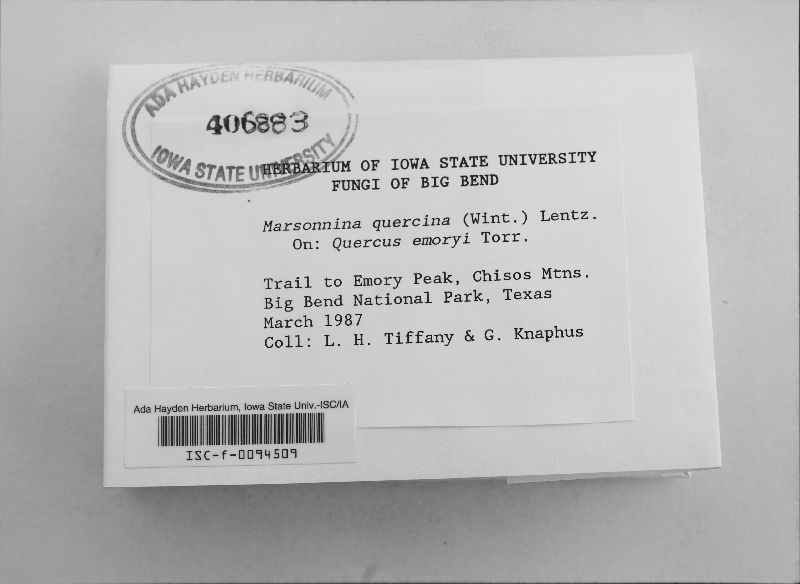 ADA HAYDEN HERBARIUM
406883
IOWA STATE UNIVERSITY
HERBARIUM OF IOWA STATE UNIVERSITY
FUNGI OF BIG BEND
Marsonnina quercina (Wint.) Lentz.
On: Quercus emoryi Torr.
Trail to Emory Peak, Chisos Mtns.
Big Bend National Park, Texas
March 1987
Coll: L. H. Tiffany & G. Knaphus
Ada Hayden Herbarium, Iowa State Univ.-ISC/IA
ISC-f-0094509